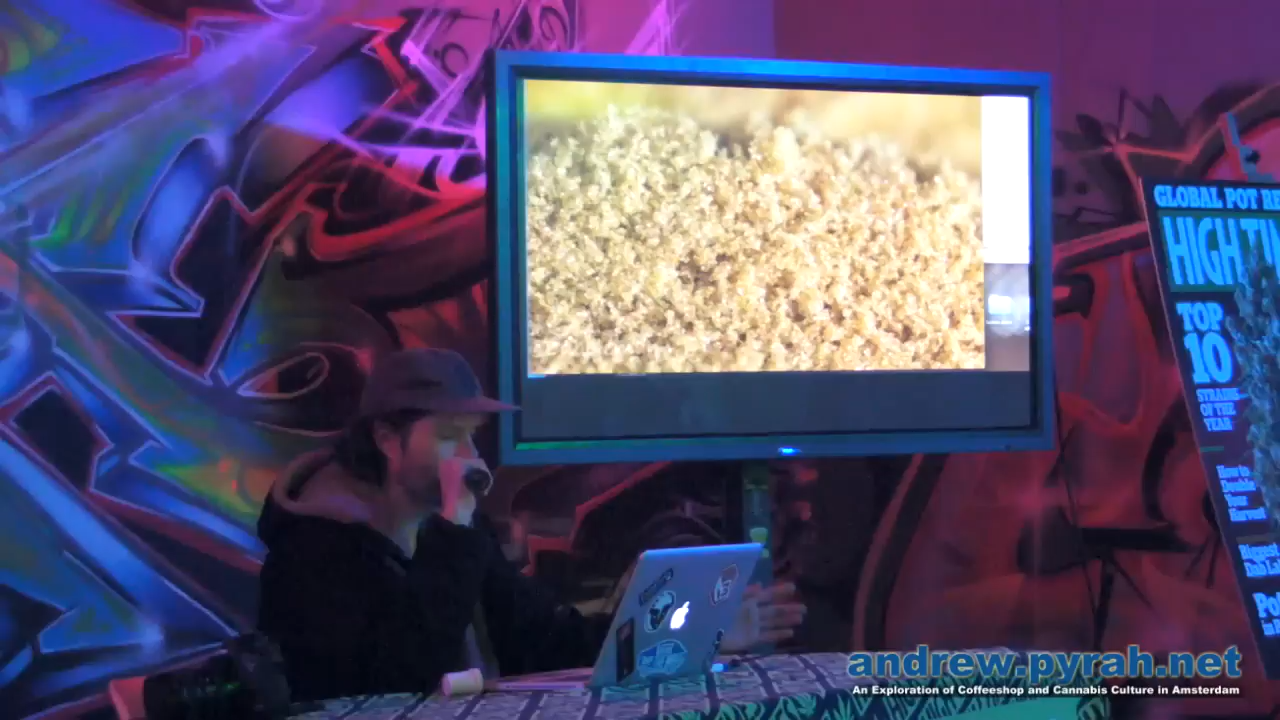 GLOBAL POT RE
HIGH TI
TOP
10
STRAINS
OF THE
YEAR
How to
Double
Your
Harvest
Biggest
andrew.pyrah.net
An Exploration of Coffeeshop and Cannabis Culture in Amsterdam